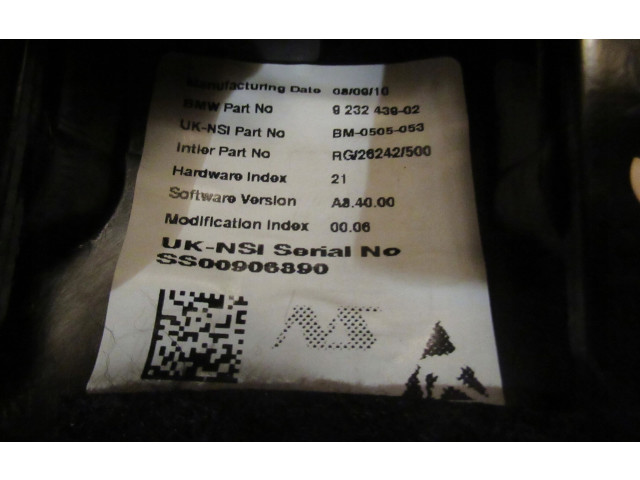 Manufacturing Date 08/09/10
BMW Part No 9 232 439-02
UK-NSI Part No BM-0505-053
Intier Part No RG/26242/500
Hardware Index 21
Software Version A8.40.00
Modification Index 00.06
UK-NSI Serial No
SS00906890
NS